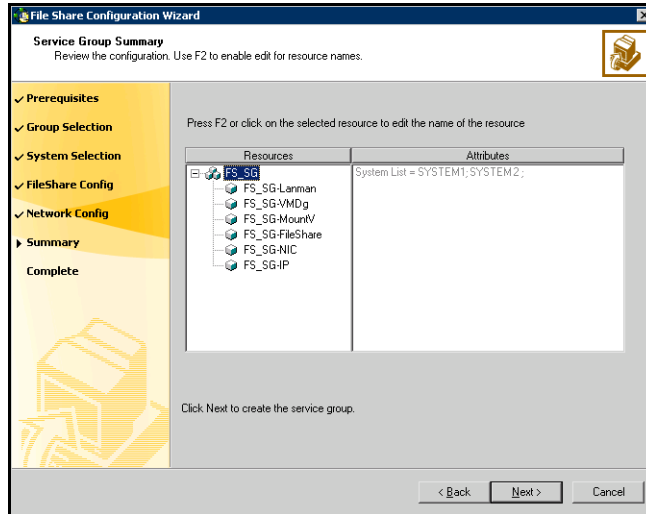 File Share Configuration Wizard
Service Group Summary
Review the configuration. Use F2 to enable edit for resource names.
Prerequisites
Group Selection
System Selection
FileShare Config
Network Config
Summary
Complete
Press F2 or click on the selected resource to edit the name of the resource
Resources
Attributes
FS_SG
System List = SYSTEM1; SYSTEM2 ;
FS_SG-Lanman
FS_SG-VMDg
FS_SG-MountV
FS_SG-FileShare
FS_SG-NIC
FS_SG-IP
Click Next to create the service group.
< Back
Next >
Cancel